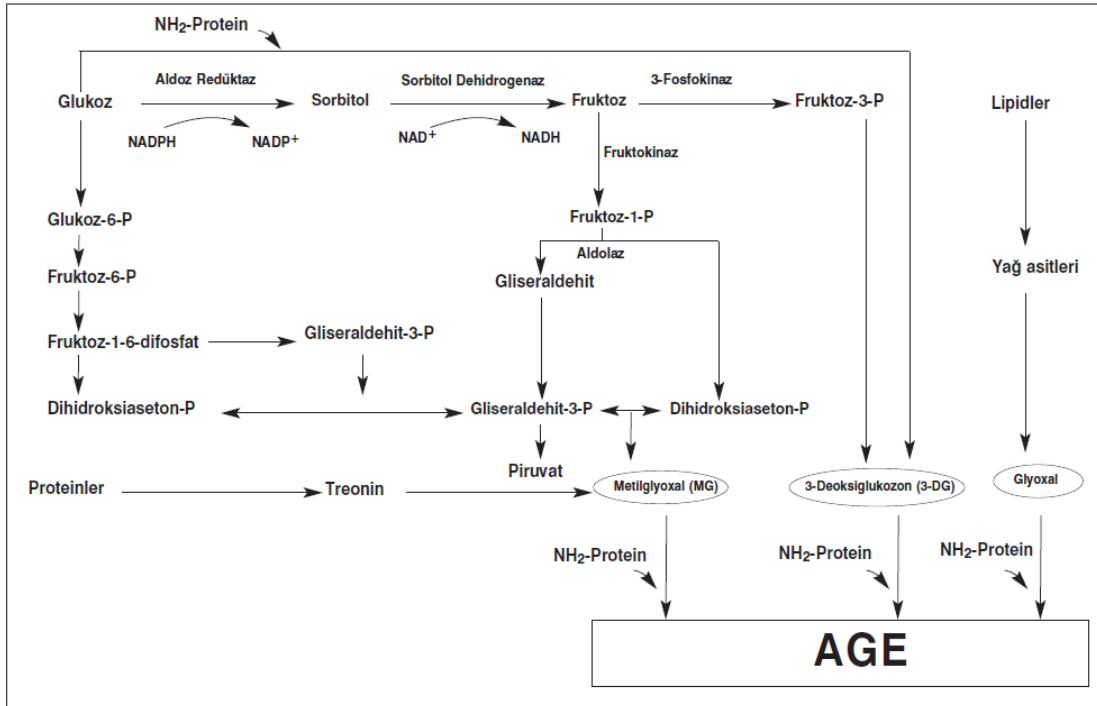 NH2-Protein
Aldoz Redüktaz
Sorbitol Dehidrogenaz
3-Fosfokinaz
Glukoz
Sorbitol
Fruktoz
Fruktoz-3-P
Lipidler
NADPH
NADP+
NAD+
NADH
Fruktokinaz
Glukoz-6-P
Fruktoz-1-P
Aldolaz
Fruktoz-6-P
Gliseraldehit
Yağ asitleri
Fruktoz-1-6-difosfat
Gliseraldehit-3-P
Dihidroksiaseton-P
Gliseraldehit-3-P
Dihidroksiaseton-P
Piruvat
Proteinler
Treonin
Metilglyoxal (MG)
3-Deoksiglukozon (3-DG)
Glyoxal
NH2-Protein
NH2-Protein
NH2-Protein
AGE